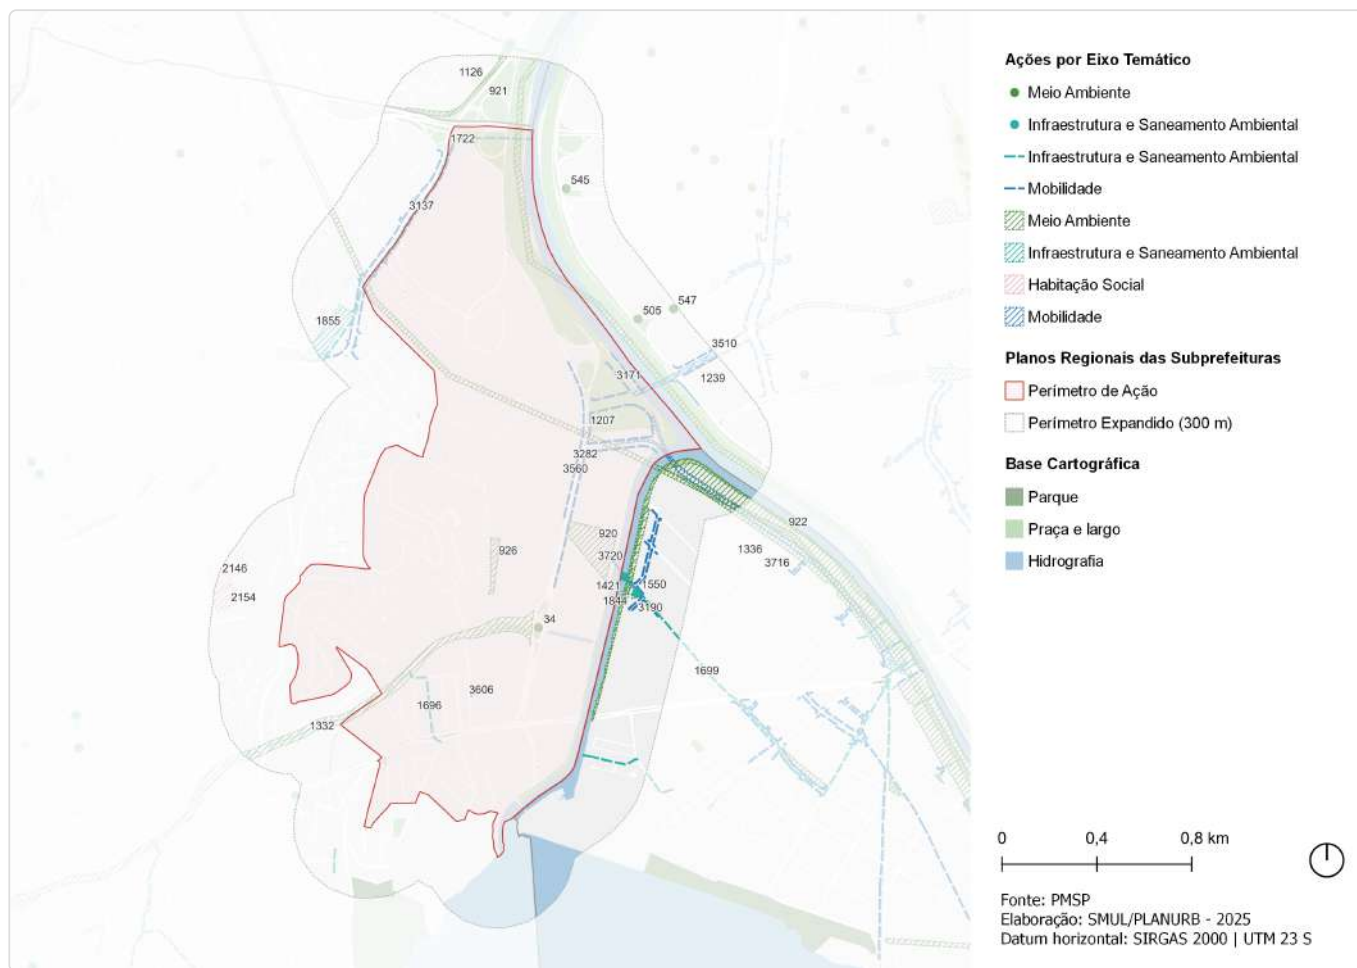 1126
921
1722
545
3137
547
505
1855
3510
3171
1239
1207
3282
3560
922
920
926
3720
1336
3716
2146
2154
1421
1550
1844
3190
34
1699
3606
1696
1332
Ações por Eixo Temático
Meio Ambiente
Infraestrutura e Saneamento Ambiental
Infraestrutura e Saneamento Ambiental
Mobilidade
Meio Ambiente
Infraestrutura e Saneamento Ambiental
Habitação Social
Mobilidade
Planos Regionais das Subprefeituras
Perímetro de Ação
Perímetro Expandido (300 m)
Base Cartográfica
Parque
Praça e largo
Hidrografia
0 0,4 0,8 km
Fonte: PMSP
Elaboração: SMUL/PLANURB - 2025
Datum horizontal: SIRGAS 2000 | UTM 23 S